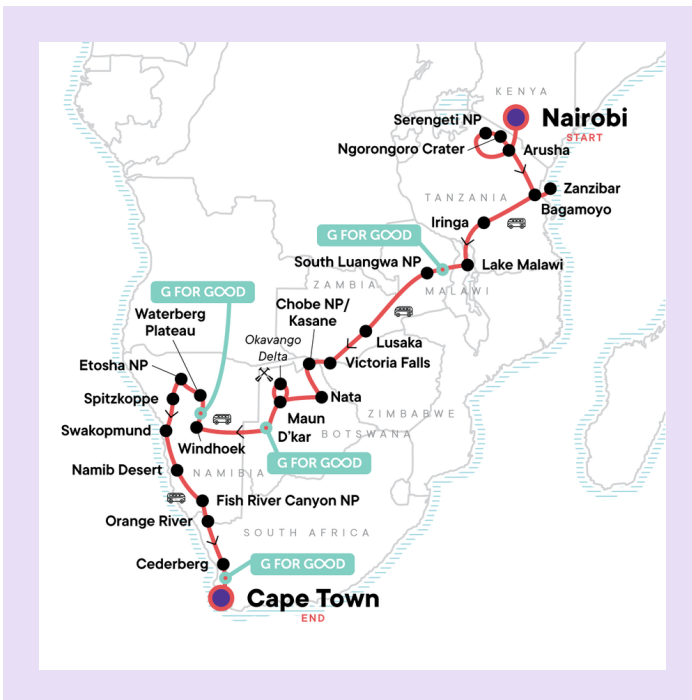 KENYA
Nairobi
START
Serengeti NP
Ngorongoro Crater
Arusha
TANZANIA
Zanzibar
Bagamoyo
Iringa
G FOR GOOD
South Luangwa NP
Lake Malawi
ZAMBIA
MALAWI
G FOR GOOD
Chobe NP/
Kasane
Waterberg
Plateau
Okavango
Delta
Lusaka
Victoria Falls
Etosha NP
Spitzkoppe
Nata
Maun
ZIMBABWE
Swakopmund
D'kar
BOTSWANA
Windhoek
G FOR GOOD
Namib Desert
NAMIBIA
Fish River Canyon NP
Orange River
SOUTH AFRICA
Cederberg
G FOR GOOD
Cape Town
END